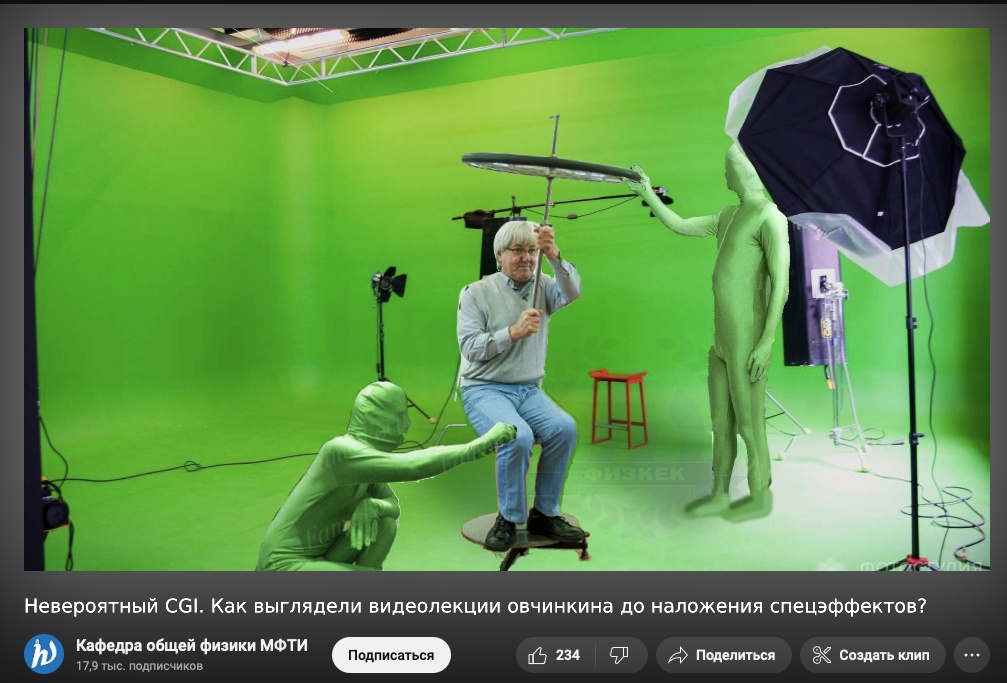 ФИЗКЕК
ФОТОСТУДИЯ
Невероятный CGI. Как выглядели видеолекции овчинкина до наложения спецэффектов?
Кафедра общей физики МФТИ
17,9 тыс. подписчиков
Подписаться
234
Поделиться
Создать клип